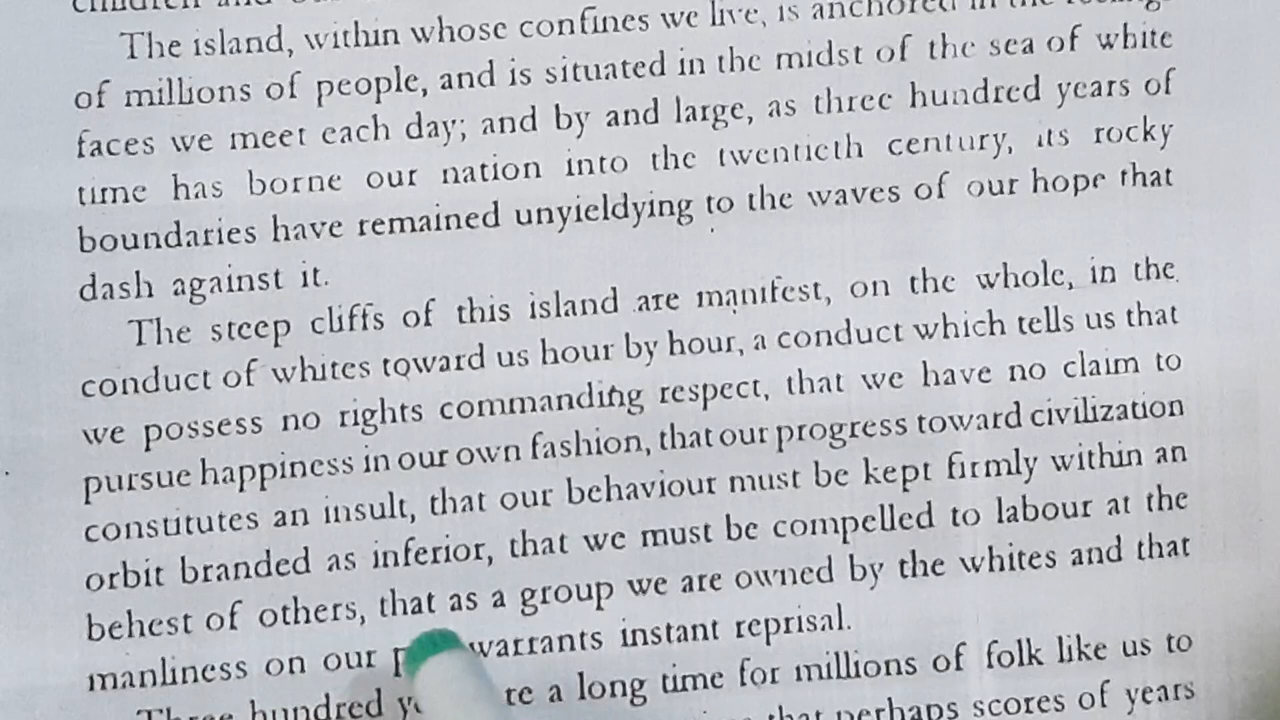 The island, within whose confines we live, is anchored in the
of millions of people, and is situated in the midst of the sea of white
faces we meet each day; and by and large, as three hundred years of
time has borne our nation into the twentieth century, its rocky
boundaries have remained unyieldying to the waves of our hope that
dash against it.
The steep cliffs of this island are manifest, on the whole, in the
conduct of whites toward us hour by hour, a conduct which tells us that
we possess no rights commanding respect, that we have no claim to
pursue happiness in our own fashion, that our progress toward civilization
constitutes an insult, that our behaviour must be kept firmly within an
orbit branded as inferior, that we must be compelled to labour at the
behest of others, that as a group we are owned by the whites and that
manliness on our warrants instant reprisal.
Three hundred a long time for millions of folk like us to
that perhaps scores of years